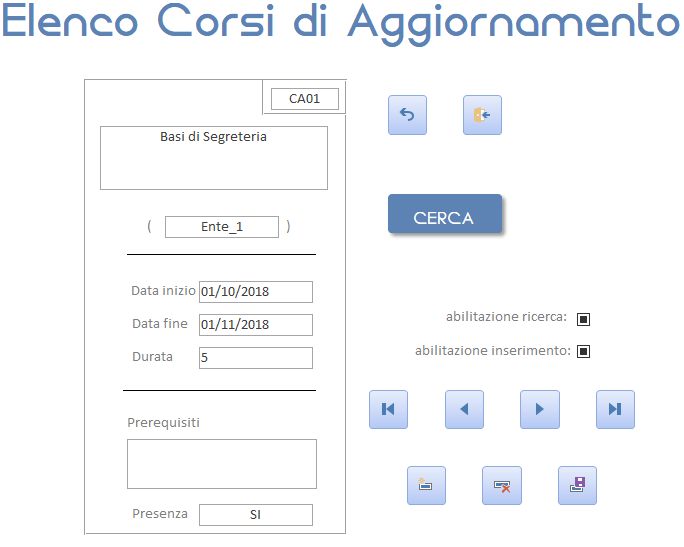 Elenco Corsi di Aggiornamento
CA01
Basi di Segreteria
( Ente_1 )
CERCA
Data inizio 01/10/2018
Data fine 01/11/2018
Durata 5
abilitazione ricerca:
abilitazione inserimento:
Prerequisiti
Presenza SI